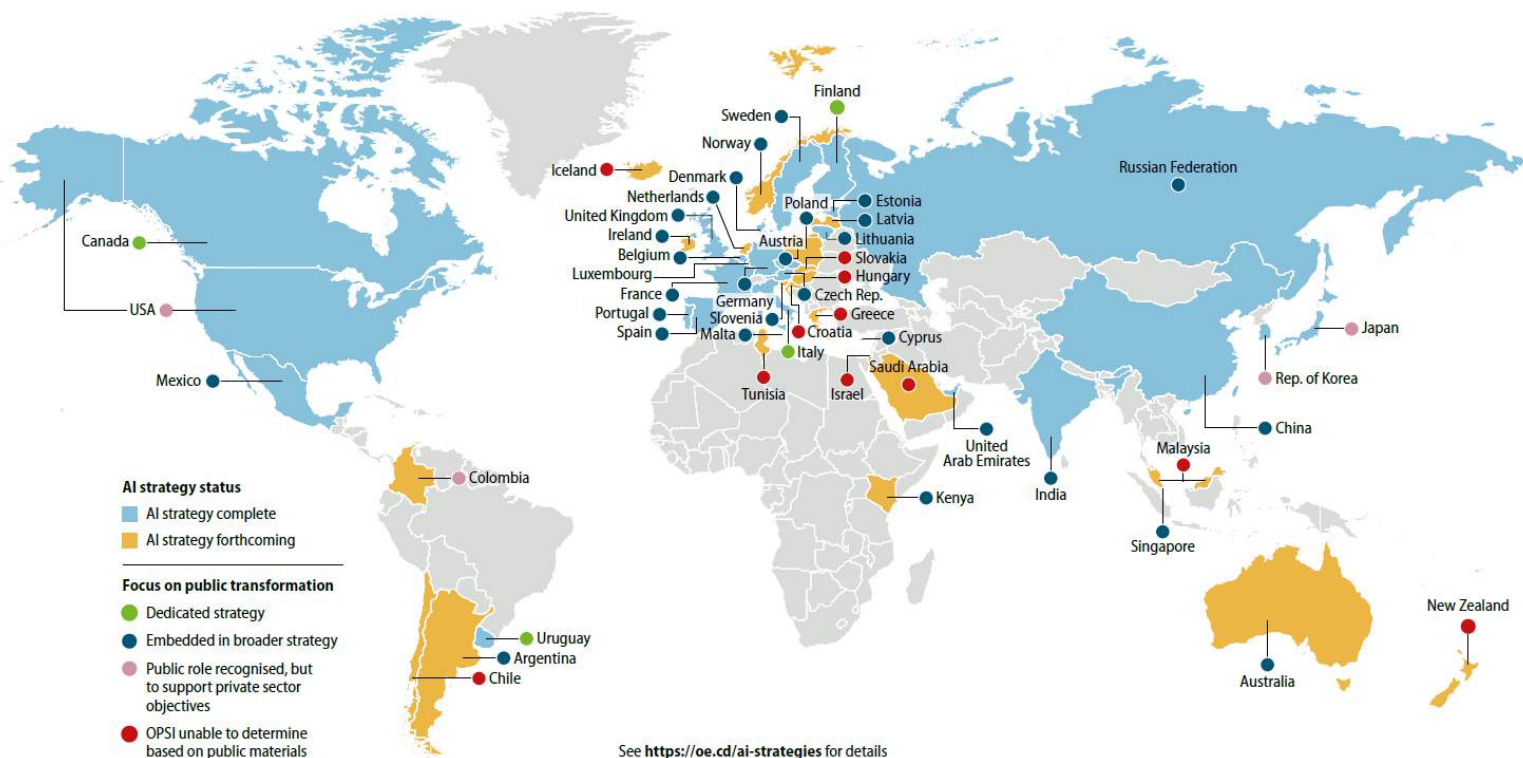 Finland
Sweden
Norway
Iceland
Denmark
Russian Federation
Netherlands
Poland
Estonia
United Kingdom
Latvia
Ireland
Austria
Lithuania
Canada
Belgium
Slovakia
Luxembourg
Hungary
France
Germany
Czech Rep.
USA
Portugal
Slovenia
Greece
Spain
Malta
Croatia
Cyprus
Japan
Italy
Mexico
Tunisia
Israel
Saudi Arabia
Rep. of Korea
China
United
Arab Emirates
Malaysia
Colombia
India
Kenya
Singapore
AI strategy status
AI strategy complete
AI strategy forthcoming
Focus on public transformation
Dedicated strategy
Embedded in broader strategy
Public role recognised, but
to support private sector
objectives
OPSI unable to determine
based on public materials
Uruguay
Argentina
Chile
New Zealand
Australia
See https://oe.cd/ai-strategies for details